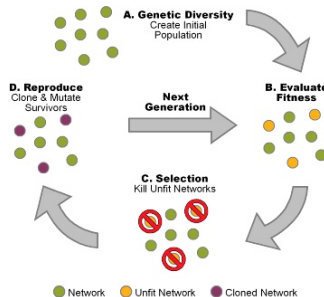 A. Genetic Diversity
Create Initial
Population
D. Reproduce
Clone & Mutate
Survivors
Next
Generation
B. Evaluate
Fitness
C. Selection
Kill Unfit Networks
Network
Unfit Network
Cloned Network